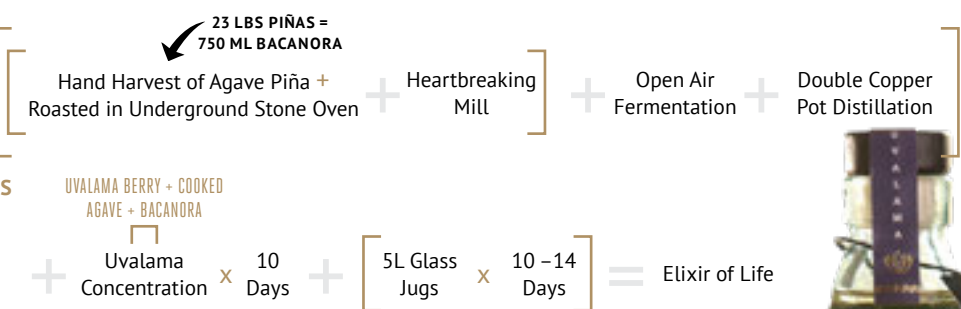 23 LBS PIÑAS =
750 ML BACANORA
Hand Harvest of Agave Piña +
Roasted in Underground Stone Oven
+
Heartbreaking
Mill
+
Open Air
Fermentation
+
Double Copper
Pot Distillation
S
UVALAMA BERRY + COOKED
AGAVE + BACANORA
+
Uvalama
Concentration
x
10
Days
+
5L Glass
Jugs
x
10 –14
Days
=
Elixir of Life
UVALAMA